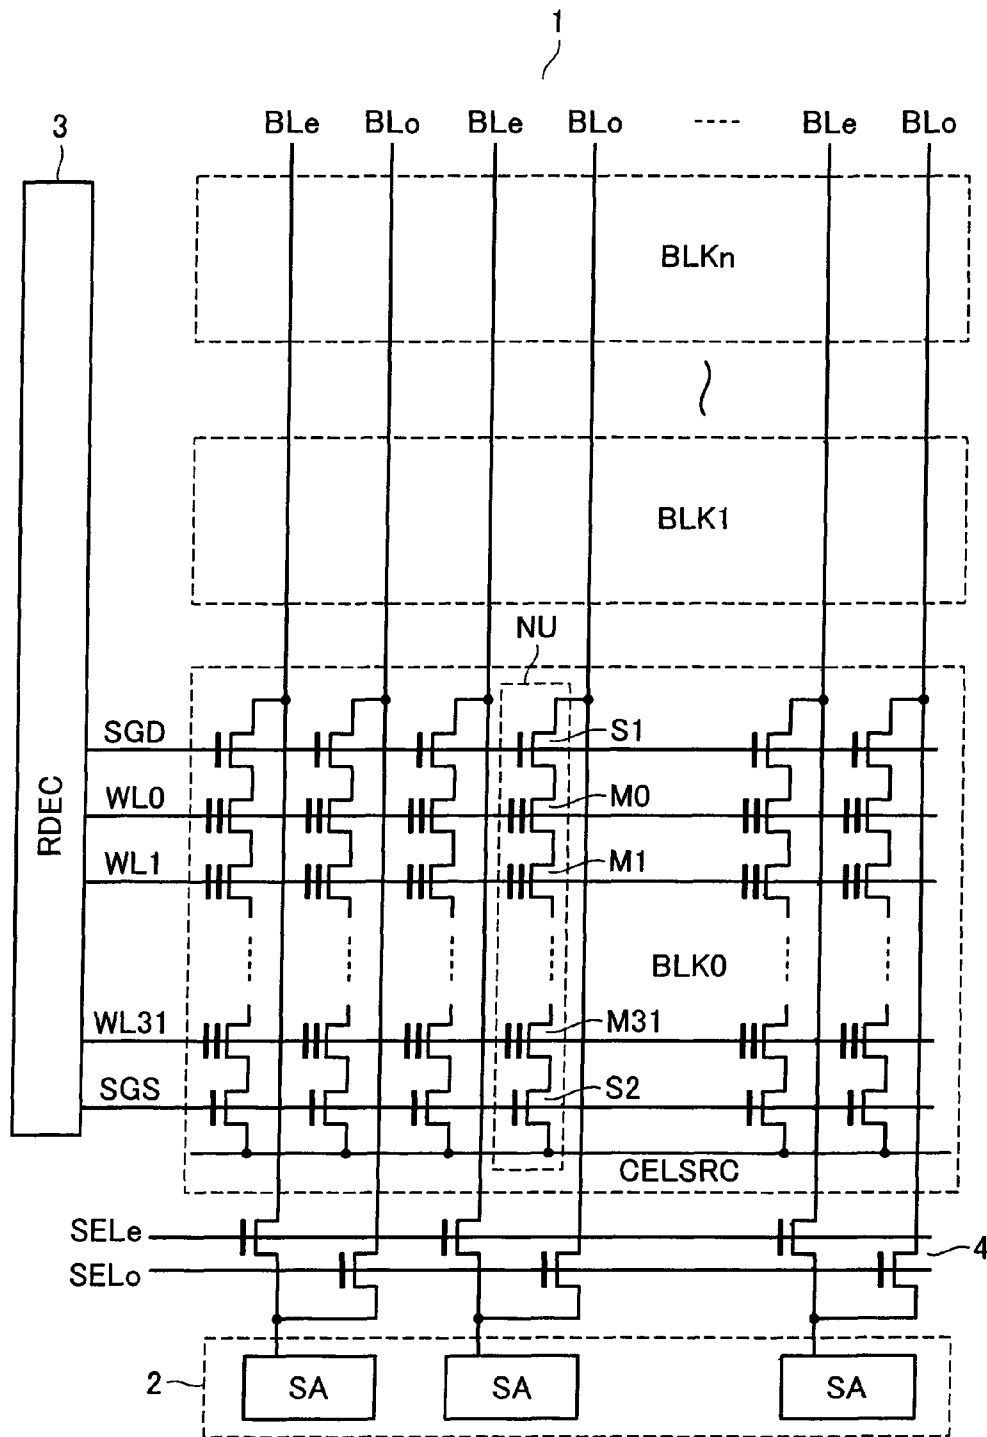 1
3
BLe BLo BLe BLo ---- BLe BLo
BLKn
BLK1
NU
SGD S1
WL0 M0
RDEC
WL1 M1
BLK0
WL31 M31
SGS S2
CELSRC
SELe
4
SELo
2
SA SA SA